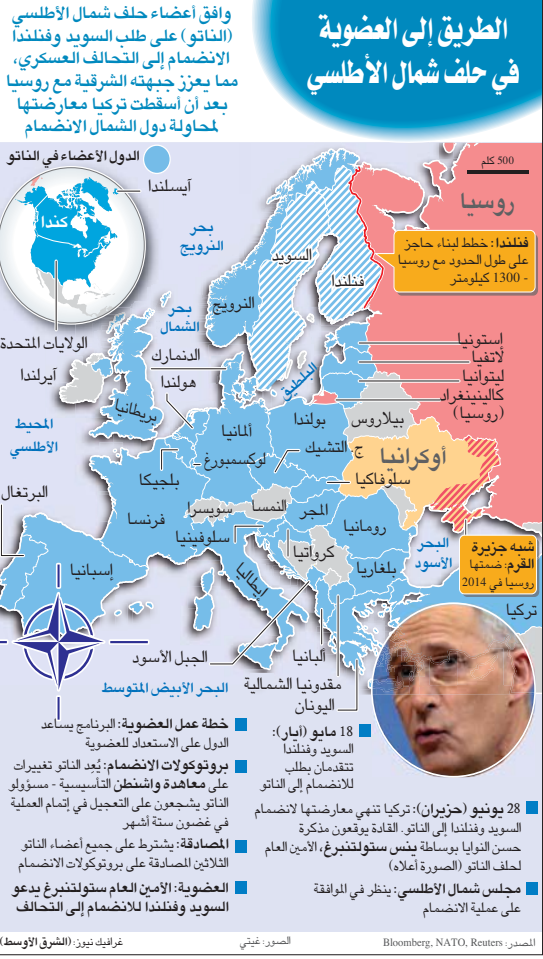 الطريق إلى العضوية
في حلف شمال الأطلسي
وافق أعضاء حلف شمال الأطلسي
(الناتو) على طلب السويد وفنلندا
الانضمام إلى التحالف العسكري،
مما يعزز جبهته الشرقية مع روسيا
بعد أن أسقطت تركيا معارضتها
لمحاولة دول الشمال الانضمام
الدول الأعضاء في الناتو
500 كلم
آيسلندا
كندا
روسيا
بحر
النرويج
السويد
فنلندا
فنلندا: خطط لبناء حاجز
على طول الحدود مع روسيا
- 1300 كيلومتر
النرويج
بحر
الشمال
الولايات المتحدة
الدنمارك
إستونيا
لاتفيا
آيرلندا
هولندا
ليتوانيا
البلطيق
كالينينغراد
(روسيا)
بريطانيا
المحيط
الأطلسي
ألمانيا
بولندا
بيلاروس
ج. التشيك
أوكرانيا
لوكسمبورغ
بلجيكا
سلوفاكيا
البرتغال
النمسا
سويسرا
المجر
فرنسا
رومانيا
سلوفينيا
كرواتيا
البحر
الأسود
شبه جزيرة
القرم: ضمتها
روسيا في 2014
إسبانيا
إيطاليا
بلغاريا
تركيا
الجبل الأسود
ألبانيا
مقدونيا الشمالية
البحر الأبيض المتوسط
اليونان
18 مايو (أيار):
السويد وفنلندا
تتقدمان بطلب
للانضمام إلى الناتو
28 يونيو (حزيران): تركيا تنهي معارضتها لانضمام
السويد وفنلندا إلى الناتو. القادة يوقعون مذكرة
حسن النوايا بوساطة ينس ستولتنبرغ، الأمين العام
لحلف الناتو (الصورة أعلاه)
مجلس شمال الأطلسي: ينظر في الموافقة
على عملية الانضمام
خطة عمل العضوية: البرنامج يساعد
الدول على الاستعداد للعضوية
بروتوكولات الانضمام: يُعِد الناتو تغييرات
على معاهدة واشنطن التأسيسية - مسؤولو
الناتو يشجعون على التعجيل في إتمام العملية
في غضون ستة أشهر
المصادقة: يشترط على جميع أعضاء الناتو
الثلاثين المصادقة على بروتوكولات الانضمام
العضوية: الأمين العام ستولتنبرغ يدعو
السويد وفنلندا للانضمام إلى التحالف
المصدر: Bloomberg, NATO, Reuters
الصور: غيتي
غرافيك نيوز: (الشرق الأوسط)